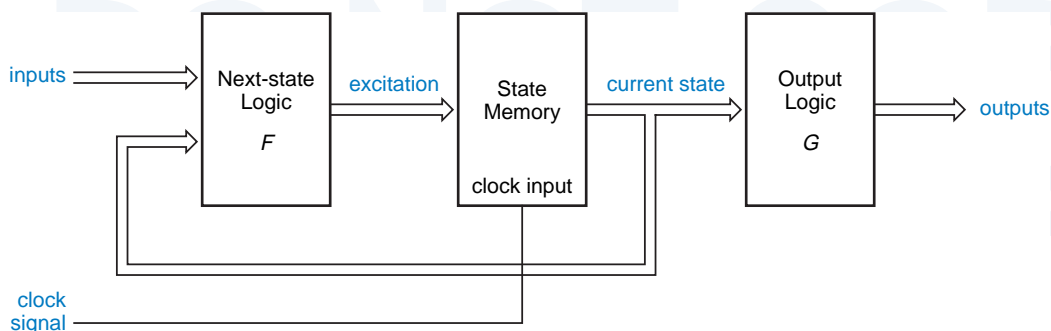 inputs
Next-state
Logic
F
excitation
State
Memory
clock input
current state
Output
Logic
G
outputs
clock
signal